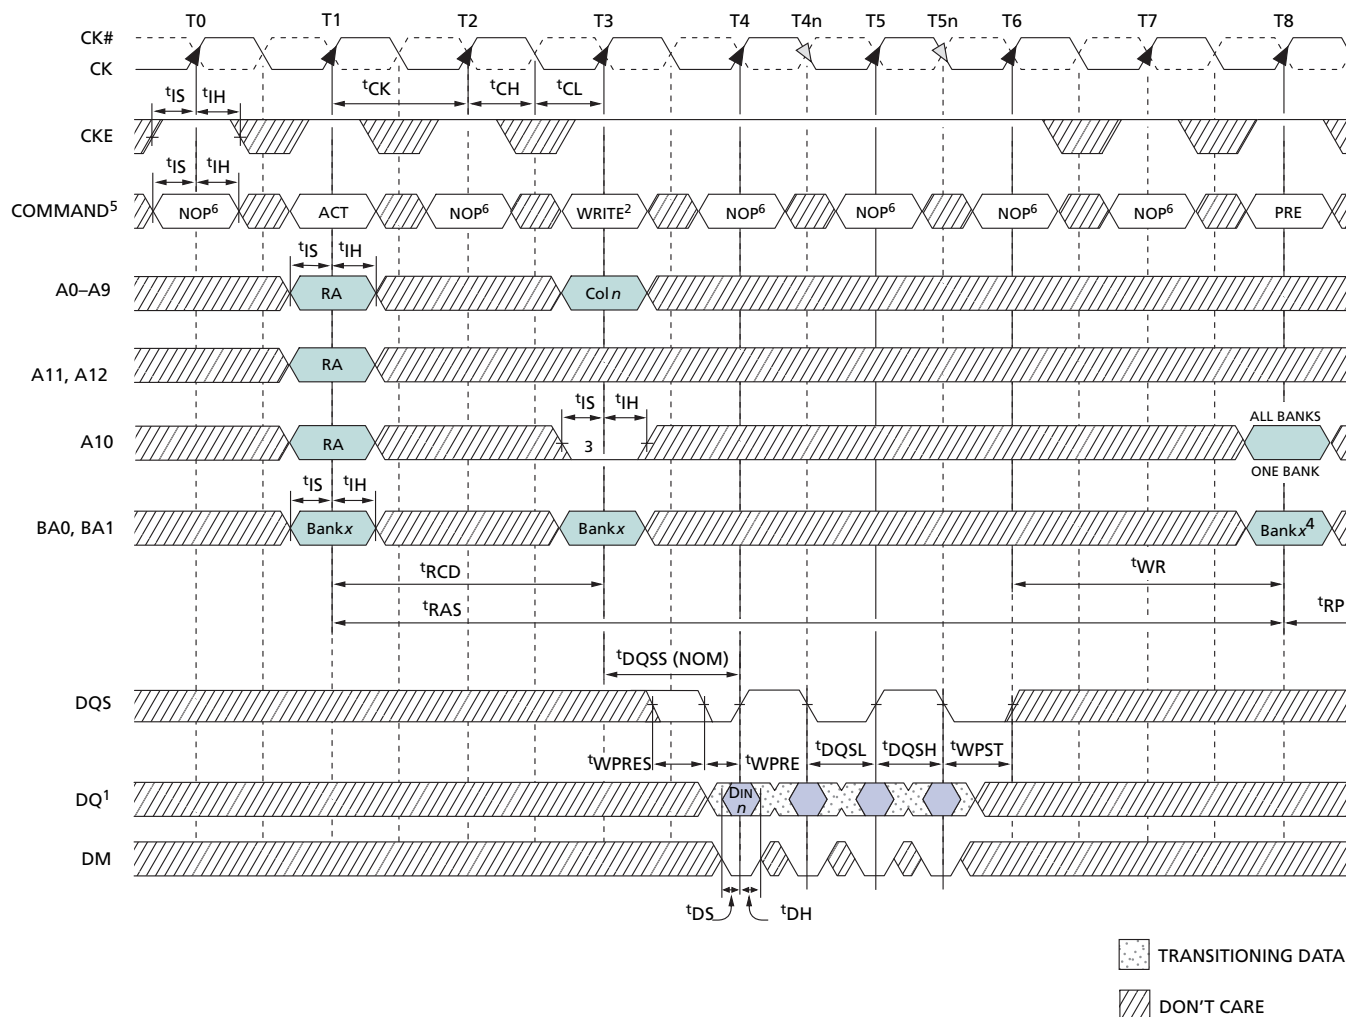 T0 T1 T2 T3 T4 T4n T5 T5n T6 T7 T8
CK#
CK
tCK tCH tCL
tIS tIH
CKE
tIS tIH
COMMAND5 NOP6 ACT NOP6 WRITE2 NOP6 NOP6 NOP6 NOP6 PRE
tIS tIH
A0–A9 RA Col n
A11, A12 RA
tIS tIH
ALL BANKS
A10 RA 3
ONE BANK
tIS tIH
BA0, BA1 Bank x Bank x Bank x4
tRCD tWR
tRAS tRP
tDQSS (NOM)
DQS
tWPRES tWPRE tDQSL tDQSH tWPST
DQ1 DIN
n
DM
tDS tDH
TRANSITIONING DATA
DON'T CARE